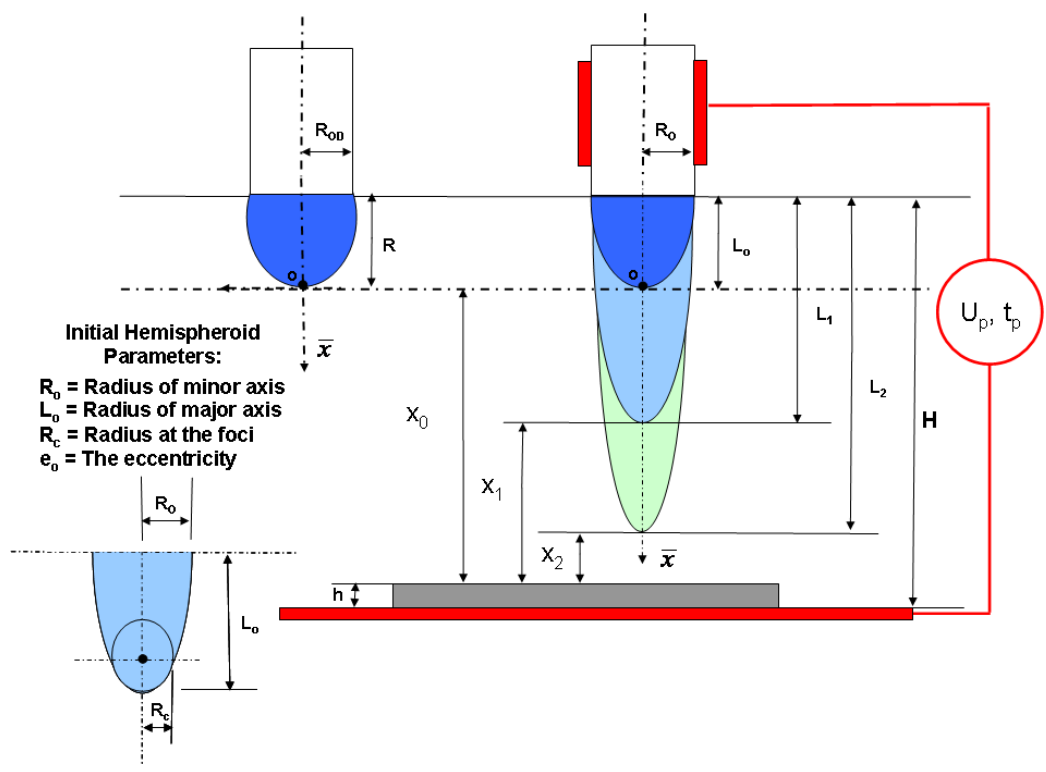 R_OD
R_o
R
o
x̄
L_o
o
L_1
L_2
H
U_p, t_p
Initial Hemispheroid
Parameters:
R_o = Radius of minor axis
L_o = Radius of major axis
R_c = Radius at the foci
e_o = The eccentricity
X_0
X_1
X_2
x̄
h
R_o
L_o
R_c